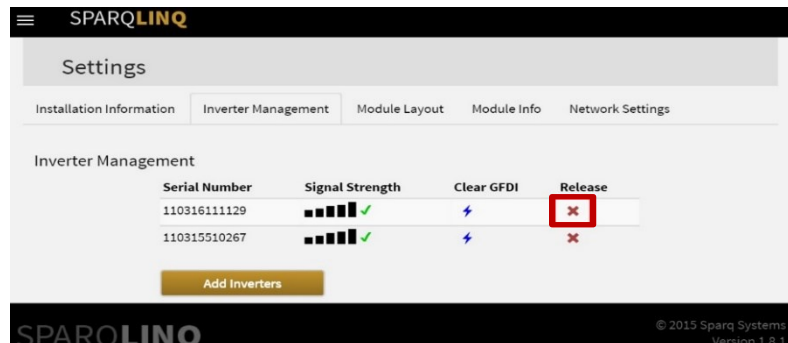 SPARQLINQ
Settings
Installation Information Inverter Management Module Layout Module Info Network Settings
Inverter Management
Serial Number Signal Strength Clear GFDI Release
110316111129
110315510267
Add Inverters
© 2015 Sparq Systems
SPARQLINQ Version 1.8.1